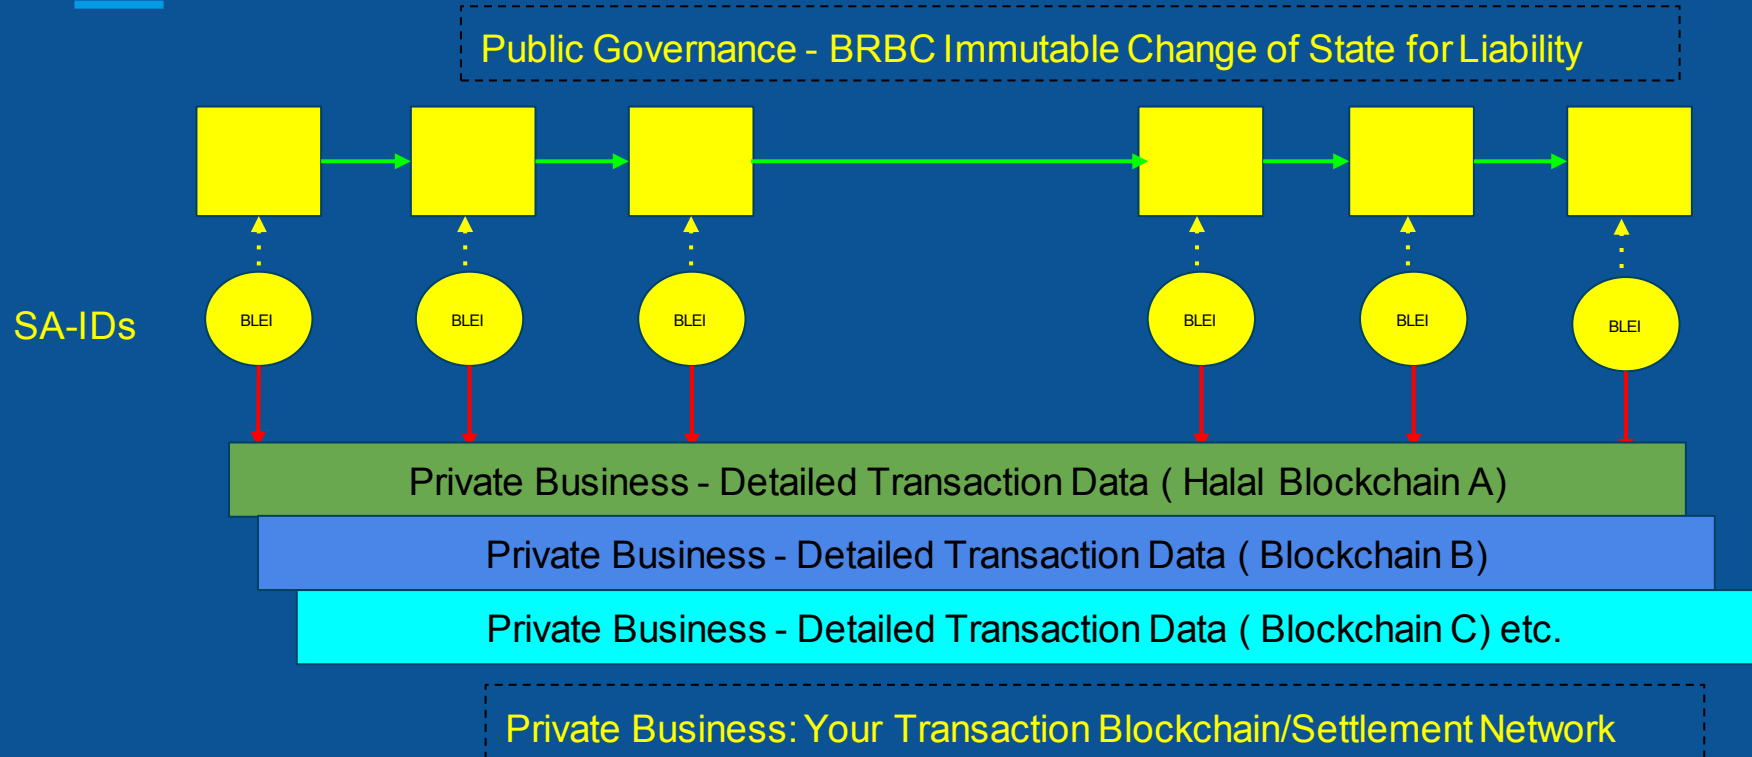 Public Governance - BRBC Immutable Change of State for Liability
SA-IDs
BLEI
BLEI
BLEI
BLEI
BLEI
BLEI
Private Business - Detailed Transaction Data ( Halal Blockchain A)
Private Business - Detailed Transaction Data ( Blockchain B)
Private Business - Detailed Transaction Data ( Blockchain C) etc.
Private Business: Your Transaction Blockchain/Settlement Network